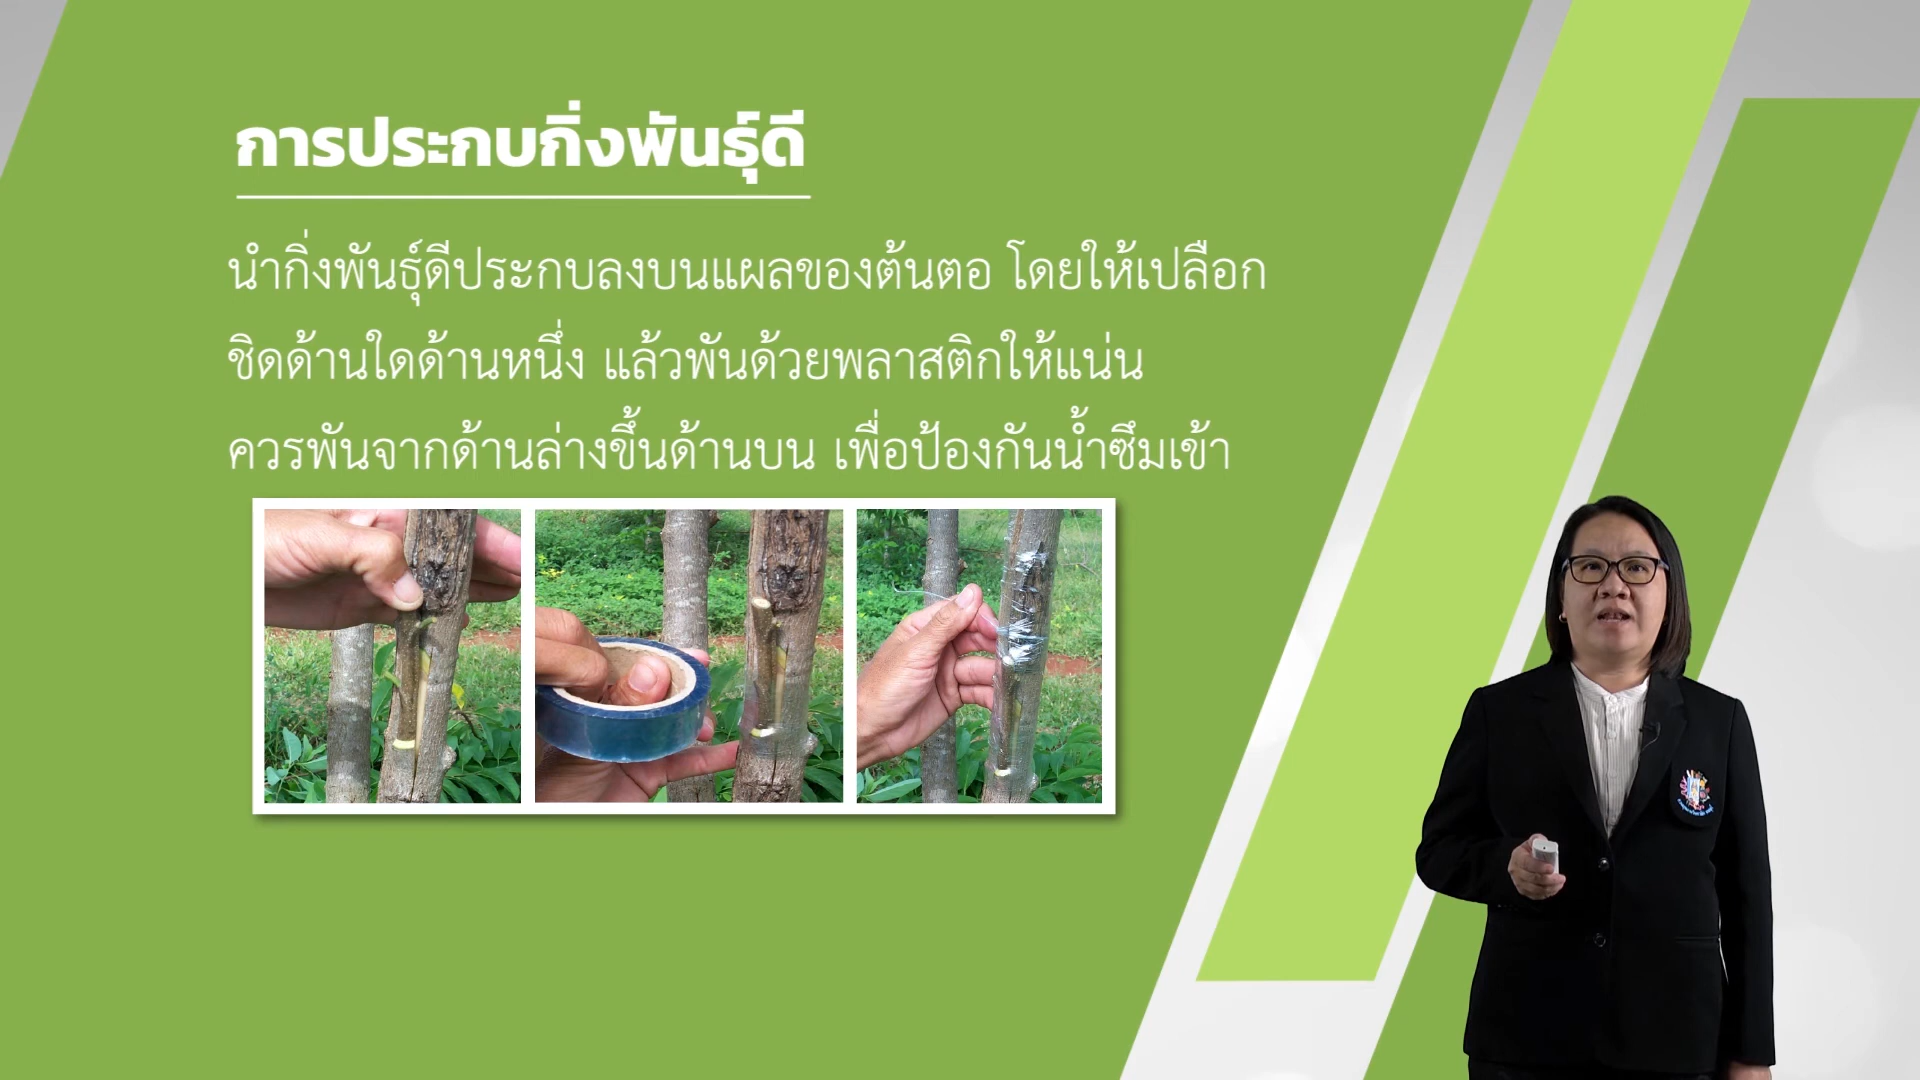 การประกบกิ่งพันธุ์ดี
นำกิ่งพันธุ์ดีประกบลงบนแผลของต้นตอ โดยให้เปลือก
ชิดด้านใดด้านหนึ่ง แล้วพันด้วยพลาสติกให้แน่น
ควรพันจากด้านล่างขึ้นด้านบน เพื่อป้องกันน้ำซึมเข้า